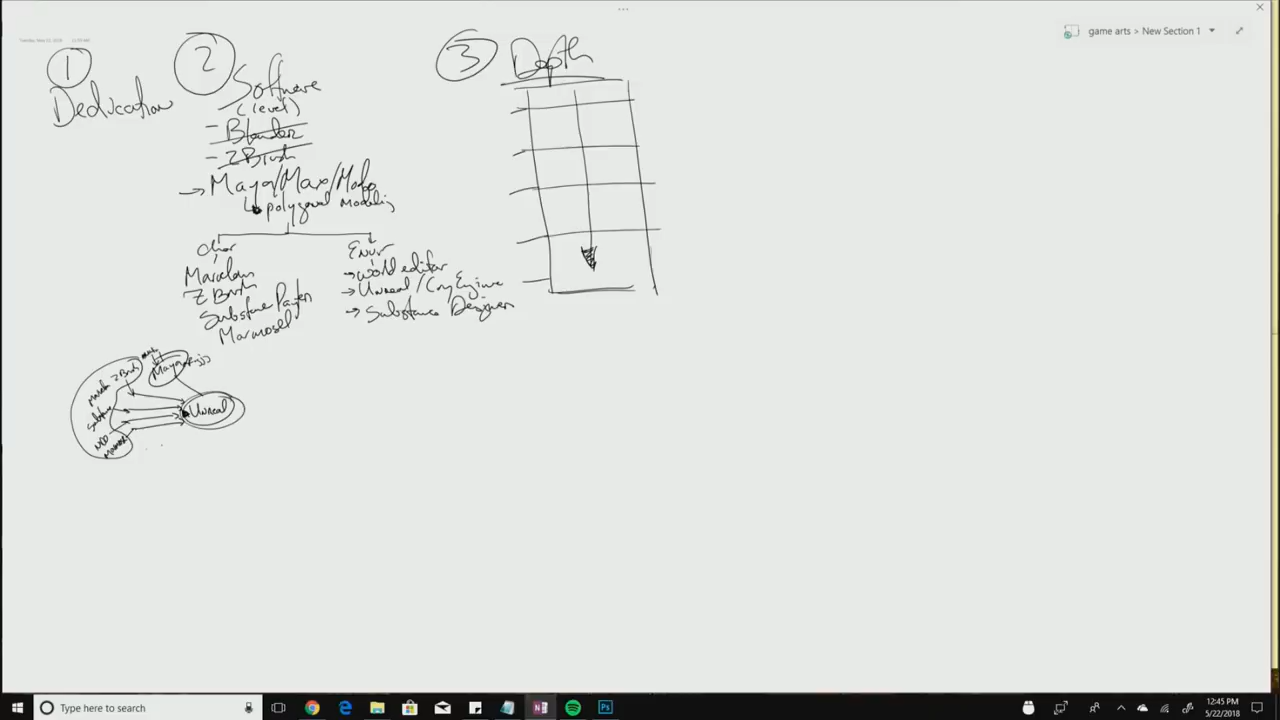 game arts > New Section 1
1
Dedication
2
Software
(level)
- Blender
- ZBrush
→ Maya/Max/Modo
↳ polygonal modeling
Char
ZBrush
Substance Painter
Marmoset
Envir
→ World editor
→ Unreal / CryEngine
→ Substance Designer
3
Depth
ZBrush
Maya
Unreal
Type here to search
12:45 PM
5/22/2018